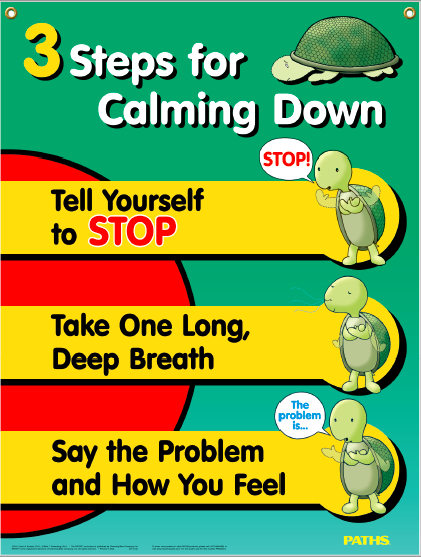 3 Steps for
Calming Down
STOP!
Tell Yourself
to STOP
Take One Long,
Deep Breath
The
problem
is...
Say the Problem
and How You Feel
PATHS